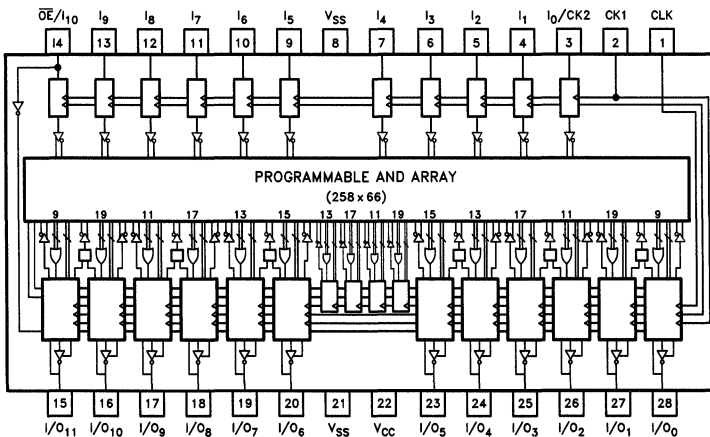 O̅E̅/I₁₀ I₉ I₈ I₇ I₆ I₅ VSS I₄ I₃ I₂ I₁ I₀/CK2 CK1 CLK
14 13 12 11 10 9 8 7 6 5 4 3 2 1
PROGRAMMABLE AND ARRAY
(258 x 66)
9 19 11 17 13 15 13 17 11 19 15 13 17 11 19 9
15 16 17 18 19 20 21 22 23 24 25 26 27 28
I/O₁₁ I/O₁₀ I/O₉ I/O₈ I/O₇ I/O₆ VSS VCC I/O₅ I/O₄ I/O₃ I/O₂ I/O₁ I/O₀